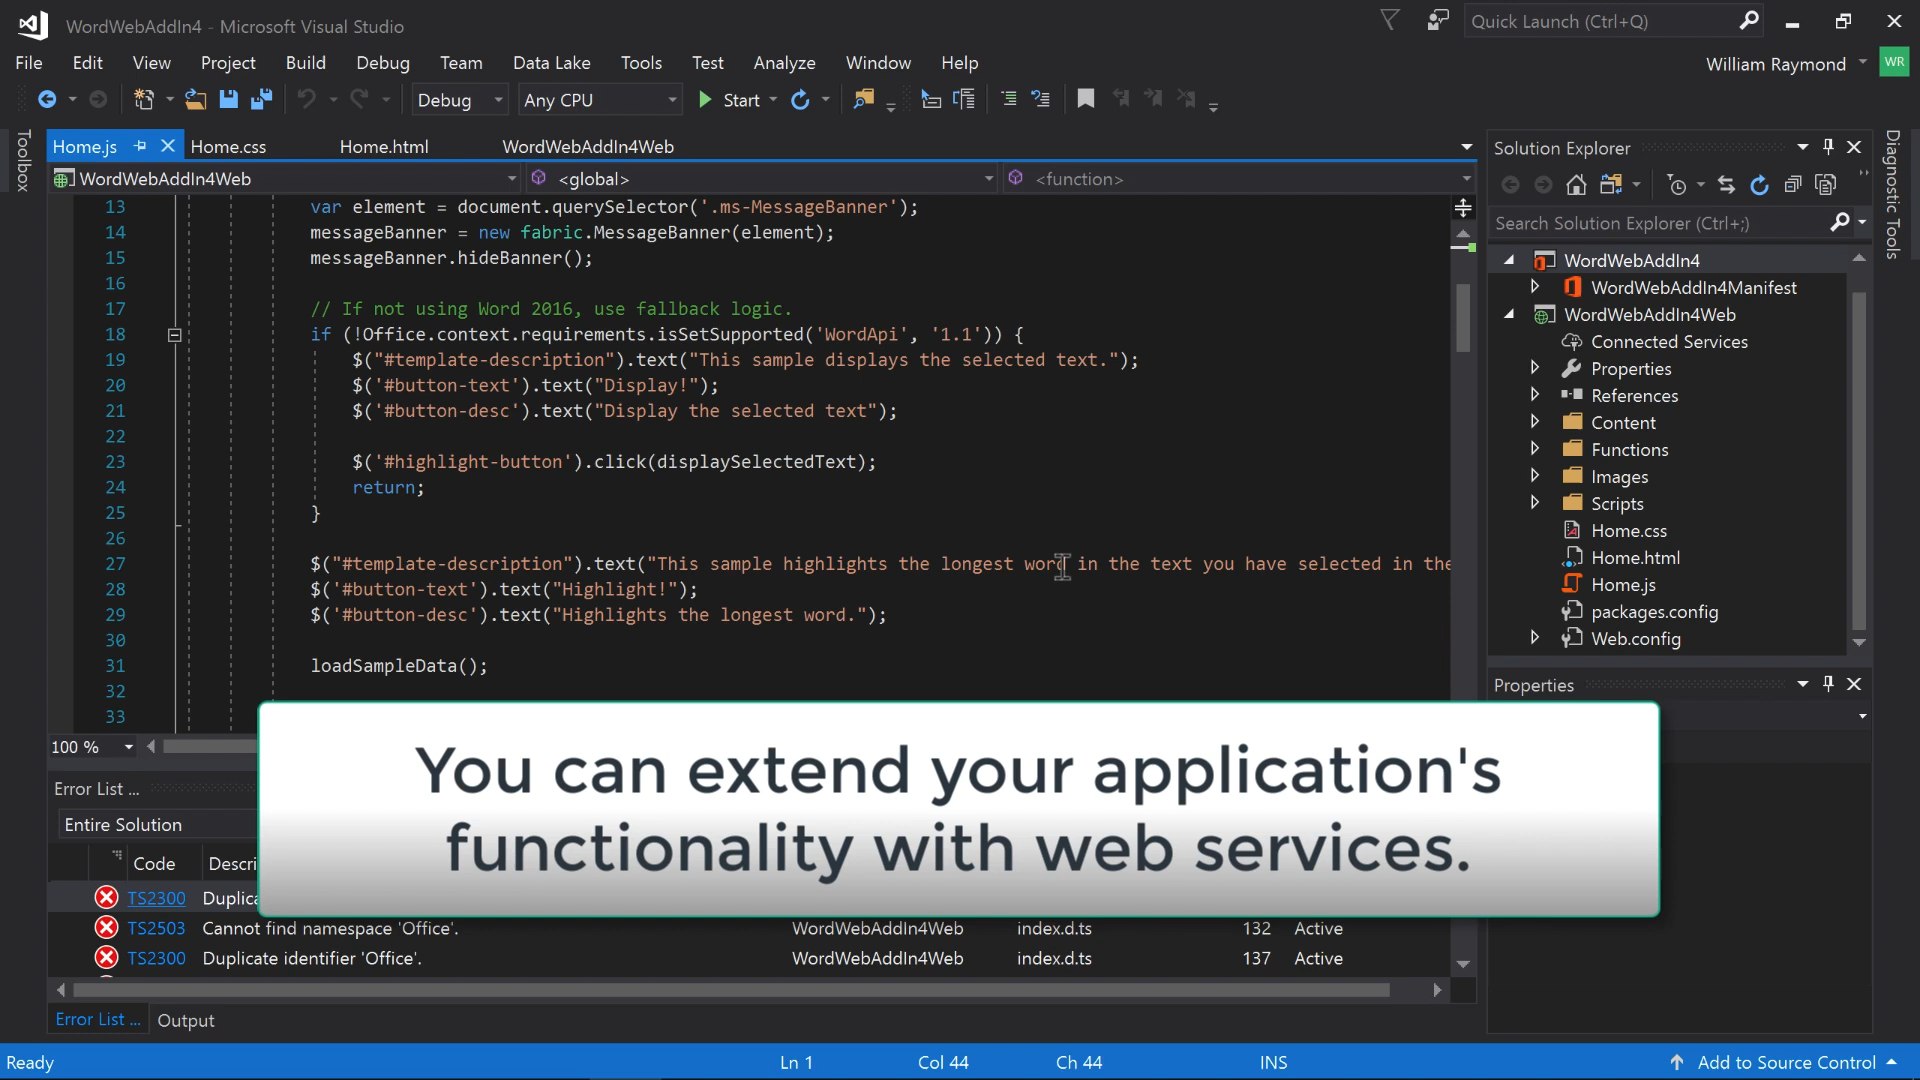 WordWebAddIn4 - Microsoft Visual Studio
Quick Launch (Ctrl+Q)
File Edit View Project Build Debug Team Data Lake Tools Test Analyze Window Help
William Raymond WR
Debug Any CPU Start
Toolbox
Home.js Home.css Home.html WordWebAddIn4Web
WordWebAddIn4Web <global> <function>
13 var element = document.querySelector('.ms-MessageBanner');
14 messageBanner = new fabric.MessageBanner(element);
15 messageBanner.hideBanner();
16
17 // If not using Word 2016, use fallback logic.
18 if (!Office.context.requirements.isSetSupported('WordApi', '1.1')) {
19 $("#template-description").text("This sample displays the selected text.");
20 $('#button-text').text("Display!");
21 $('#button-desc').text("Display the selected text");
22
23 $('#highlight-button').click(displaySelectedText);
24 return;
25 }
26
27 $("#template-description").text("This sample highlights the longest word in the text you have selected in the
28 $('#button-text').text("Highlight!");
29 $('#button-desc').text("Highlights the longest word.");
30
31 loadSampleData();
32
33
100 %
Solution Explorer
Search Solution Explorer (Ctrl+;)
WordWebAddIn4
WordWebAddIn4Manifest
WordWebAddIn4Web
Connected Services
Properties
References
Content
Functions
Images
Scripts
Home.css
Home.html
Home.js
packages.config
Web.config
Diagnostic Tools
Properties
You can extend your application's
functionality with web services.
Error List ...
Entire Solution
Code Descri
TS2300 Duplica
TS2503 Cannot find namespace 'Office'. WordWebAddIn4Web index.d.ts 132 Active
TS2300 Duplicate identifier 'Office'. WordWebAddIn4Web index.d.ts 137 Active
Error List ... Output
Ready Ln 1 Col 44 Ch 44 INS Add to Source Control